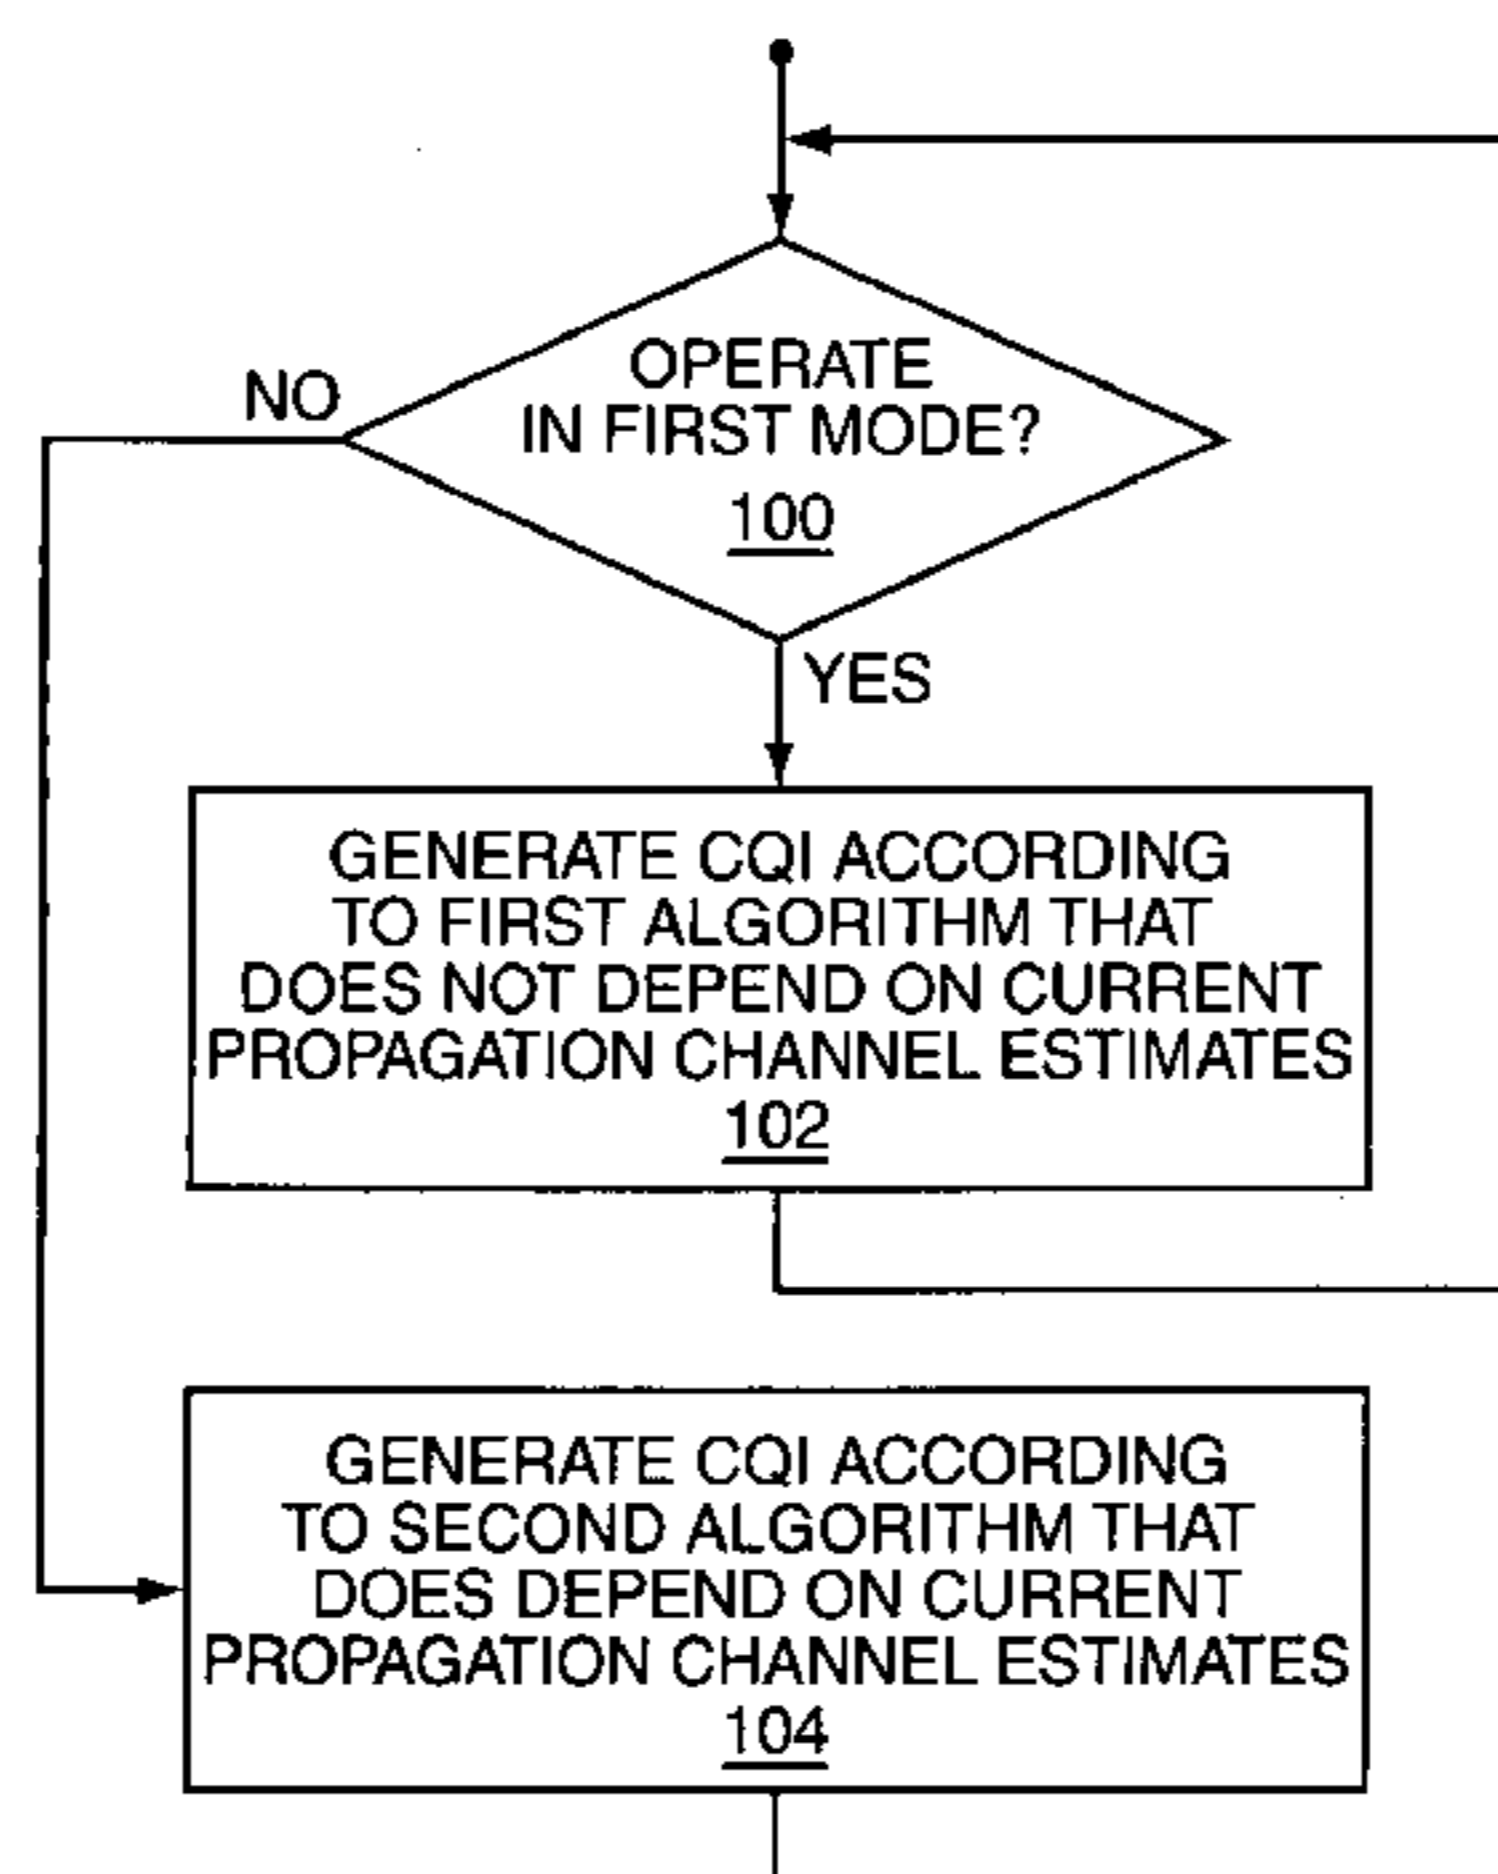 OPERATE
IN FIRST MODE?
100
NO
YES
GENERATE CQI ACCORDING
TO FIRST ALGORITHM THAT
DOES NOT DEPEND ON CURRENT
PROPAGATION CHANNEL ESTIMATES
102
GENERATE CQI ACCORDING
TO SECOND ALGORITHM THAT
DOES DEPEND ON CURRENT
PROPAGATION CHANNEL ESTIMATES
104